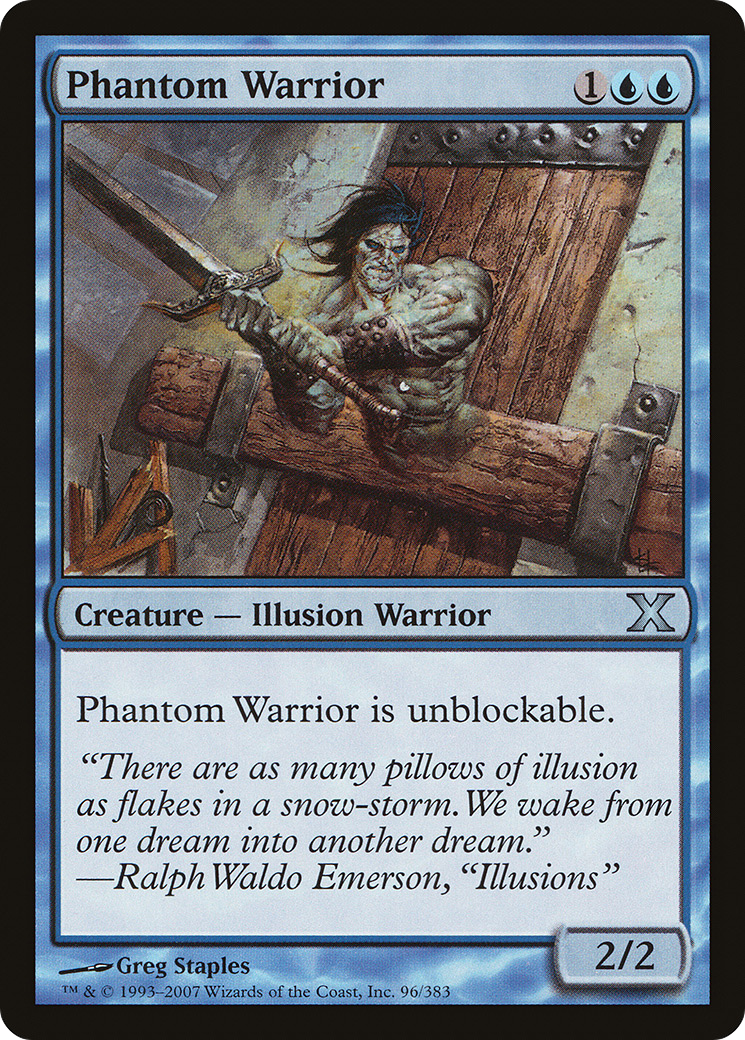 Phantom Warrior
1
Creature — Illusion Warrior
X
Phantom Warrior is unblockable.
“There are as many pillows of illusion
as flakes in a snow-storm. We wake from
one dream into another dream.”
—Ralph Waldo Emerson, “Illusions”
2/2
Greg Staples
™ & © 1993–2007 Wizards of the Coast, Inc. 96/383